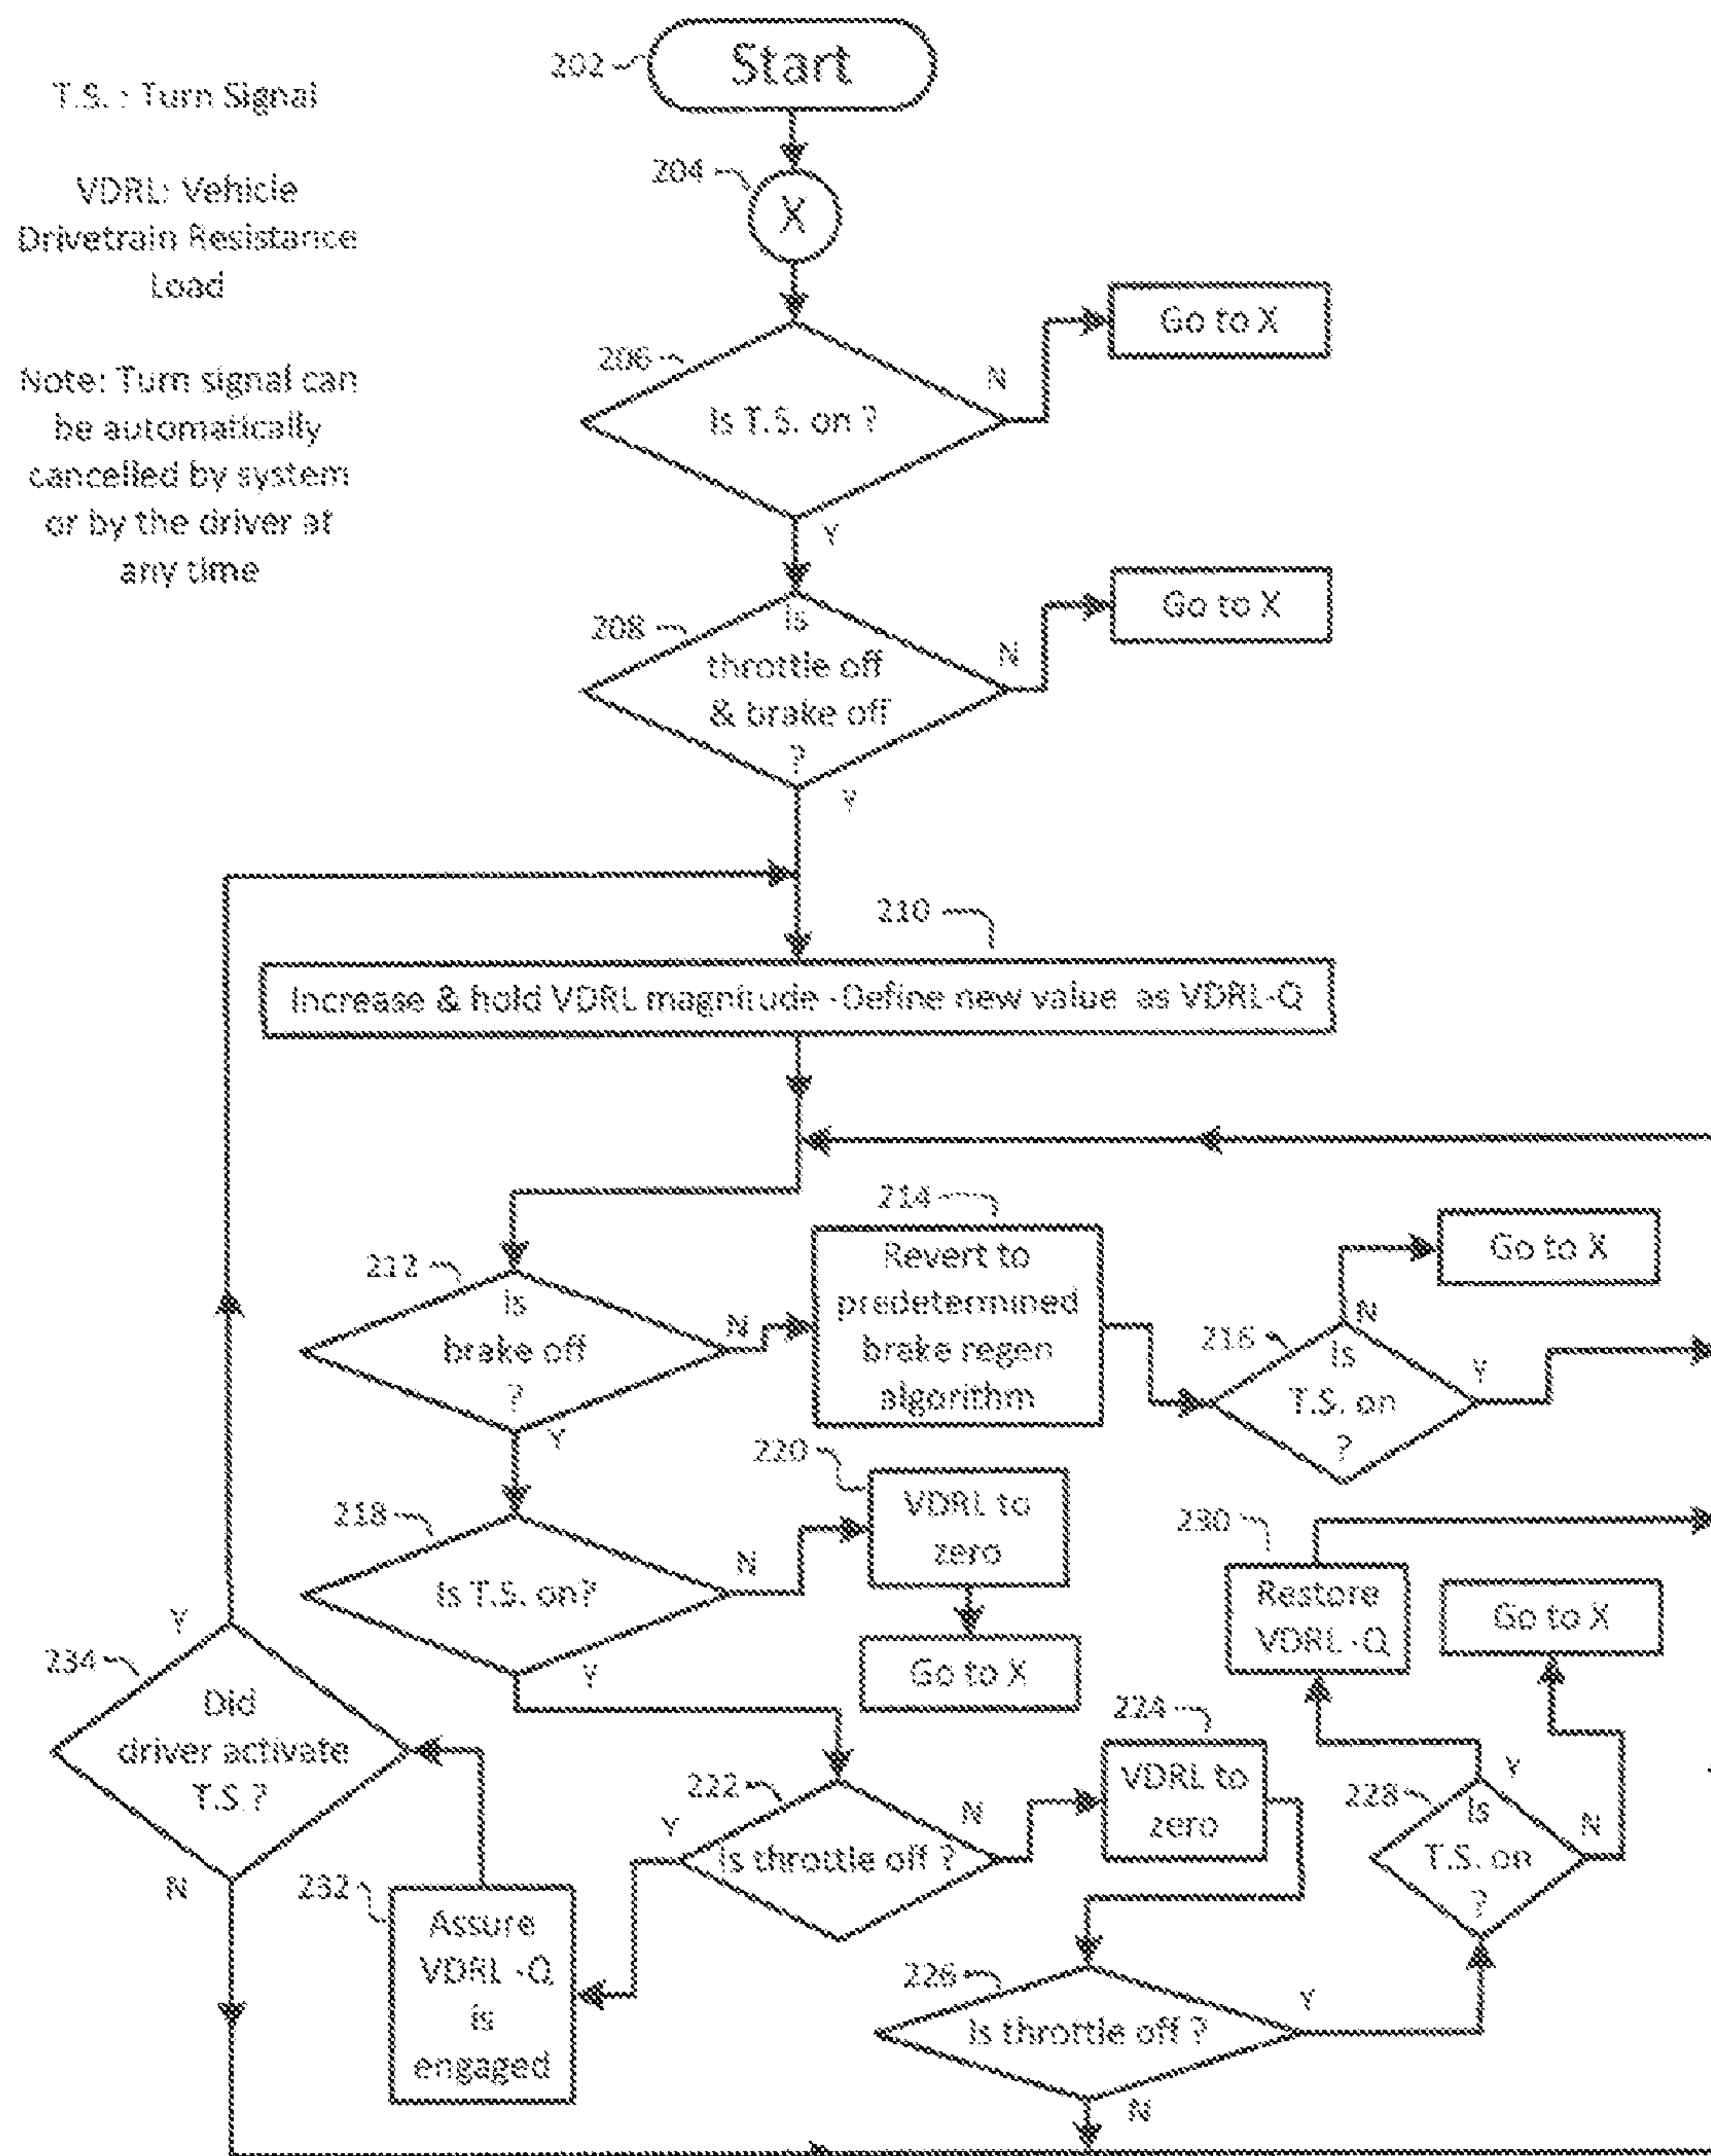 202
Start
T.S. : Turn Signal
204
X
VDRL: Vehicle
Drivetrain Resistance
Load
Go to X
206
N
Is T.S. on ?
Note: Turn signal can
be automatically
cancelled by system
or by the driver at
any time
Y
Go to X
208
Is
throttle off
& brake off
?
N
Y
210
Increase & hold VDRL magnitude -Define new value as VDRL-Q
214
Revert to
predetermined
brake regen
algorithm
Go to X
212
Is
brake off
?
N
Y
216
N
Is
T.S. on
?
Y
220
VDRL to
zero
218
Is T.S. on?
N
Y
Go to X
230
Restore
VDRL -Q
Go to X
Y
234
Did
driver activate
T.S.?
N
224
VDRL to
zero
222
Y
N
Is throttle off ?
228
Y
Is
T.S. on
?
N
232
Assure
VDRL -Q
is
engaged
226
Is throttle off ?
Y
N